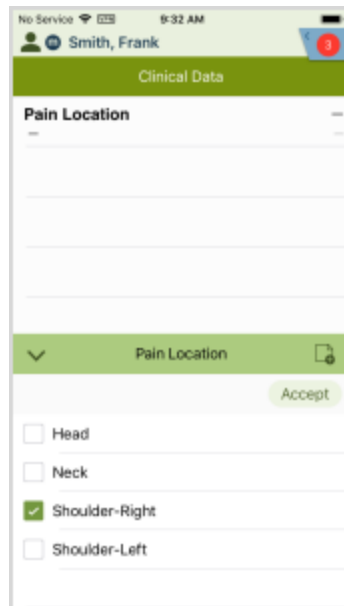 No Service 9:32 AM
Smith, Frank
3
Clinical Data
Pain Location —
— —
Pain Location
Accept
Head
Neck
Shoulder-Right
Shoulder-Left